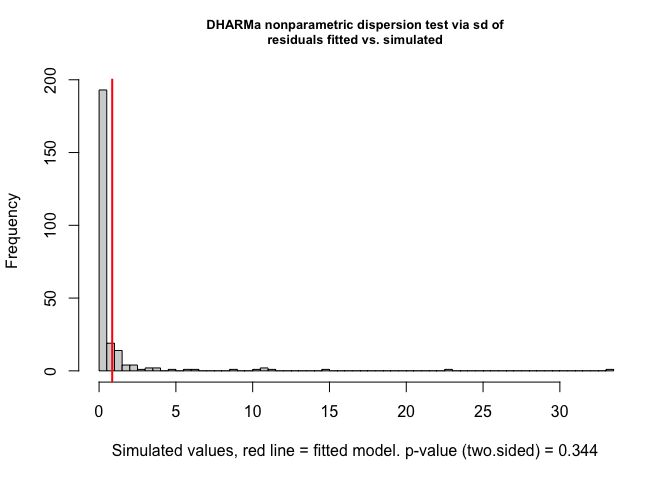 DHARMa nonparametric dispersion test via sd of
residuals fitted vs. simulated
200
150
100
50
0
Frequency
0 5 10 15 20 25 30
Simulated values, red line = fitted model. p-value (two.sided) = 0.344